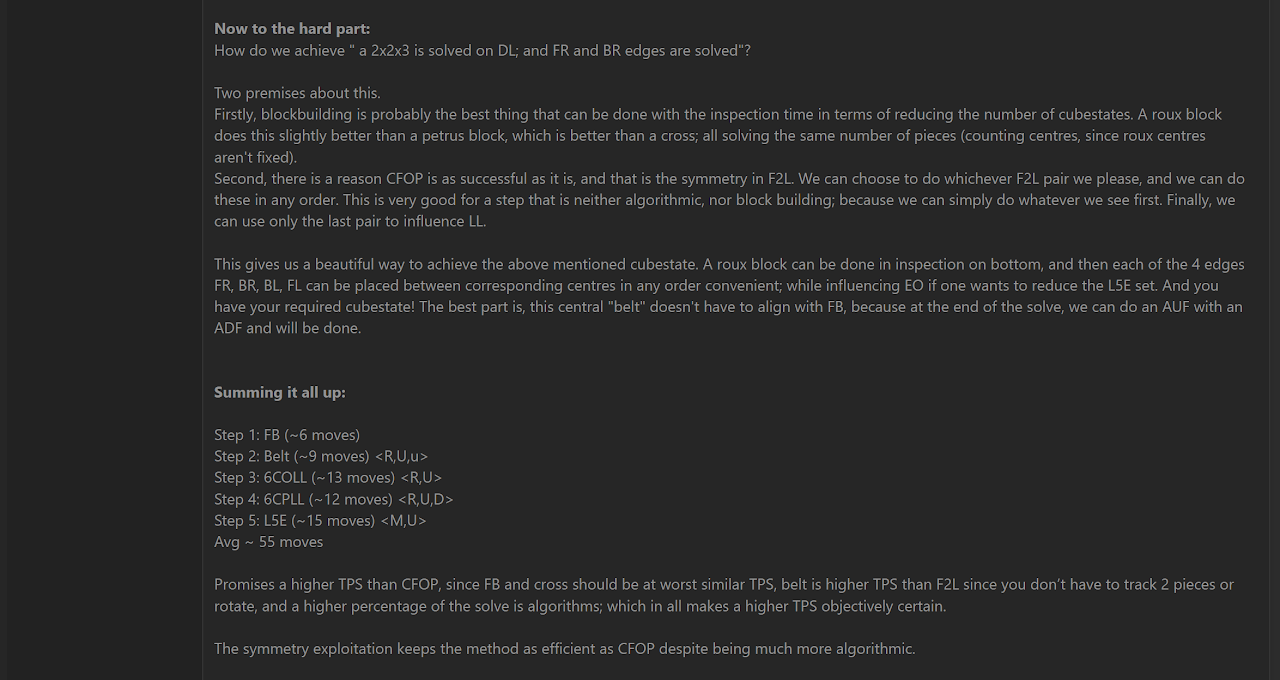 Now to the hard part:
How do we achieve " a 2x2x3 is solved on DL; and FR and BR edges are solved"?
Two premises about this.
Firstly, blockbuilding is probably the best thing that can be done with the inspection time in terms of reducing the number of cubestates. A roux block
does this slightly better than a petrus block, which is better than a cross; all solving the same number of pieces (counting centres, since roux centres
aren't fixed).
Second, there is a reason CFOP is as successful as it is, and that is the symmetry in F2L. We can choose to do whichever F2L pair we please, and we can do
these in any order. This is very good for a step that is neither algorithmic, nor block building; because we can simply do whatever we see first. Finally, we
can use only the last pair to influence LL.
This gives us a beautiful way to achieve the above mentioned cubestate. A roux block can be done in inspection on bottom, and then each of the 4 edges
FR, BR, BL, FL can be placed between corresponding centres in any order convenient; while influencing EO if one wants to reduce the L5E set. And you
have your required cubestate! The best part is, this central "belt" doesn't have to align with FB, because at the end of the solve, we can do an AUF with an
ADF and will be done.
Summing it all up:
Step 1: FB (~6 moves)
Step 2: Belt (~9 moves) <R,U,u>
Step 3: 6COLL (~13 moves) <R,U>
Step 4: 6CPLL (~12 moves) <R,U,D>
Step 5: L5E (~15 moves) <M,U>
Avg ~ 55 moves
Promises a higher TPS than CFOP, since FB and cross should be at worst similar TPS, belt is higher TPS than F2L since you don't have to track 2 pieces or
rotate, and a higher percentage of the solve is algorithms; which in all makes a higher TPS objectively certain.
The symmetry exploitation keeps the method as efficient as CFOP despite being much more algorithmic.